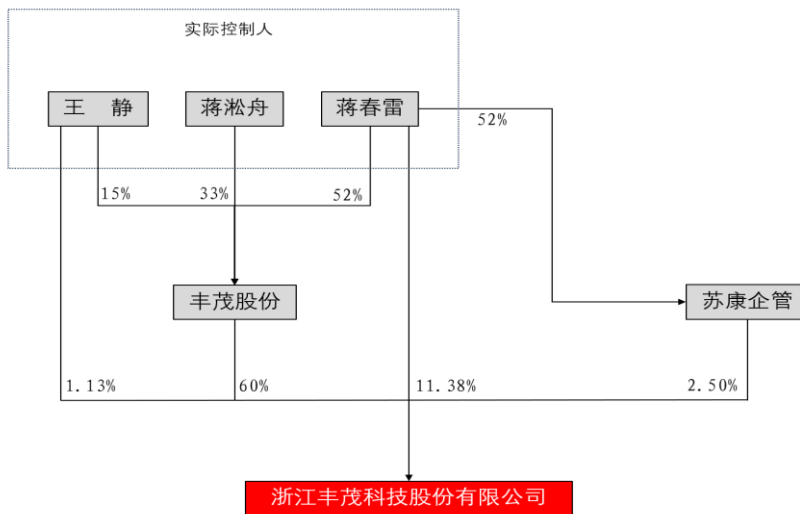 实际控制人
王 静
蒋淞舟
蒋春雷
52%
15%
33%
52%
丰茂股份
苏康企管
1.13%
60%
11.38%
2.50%
浙江丰茂科技股份有限公司